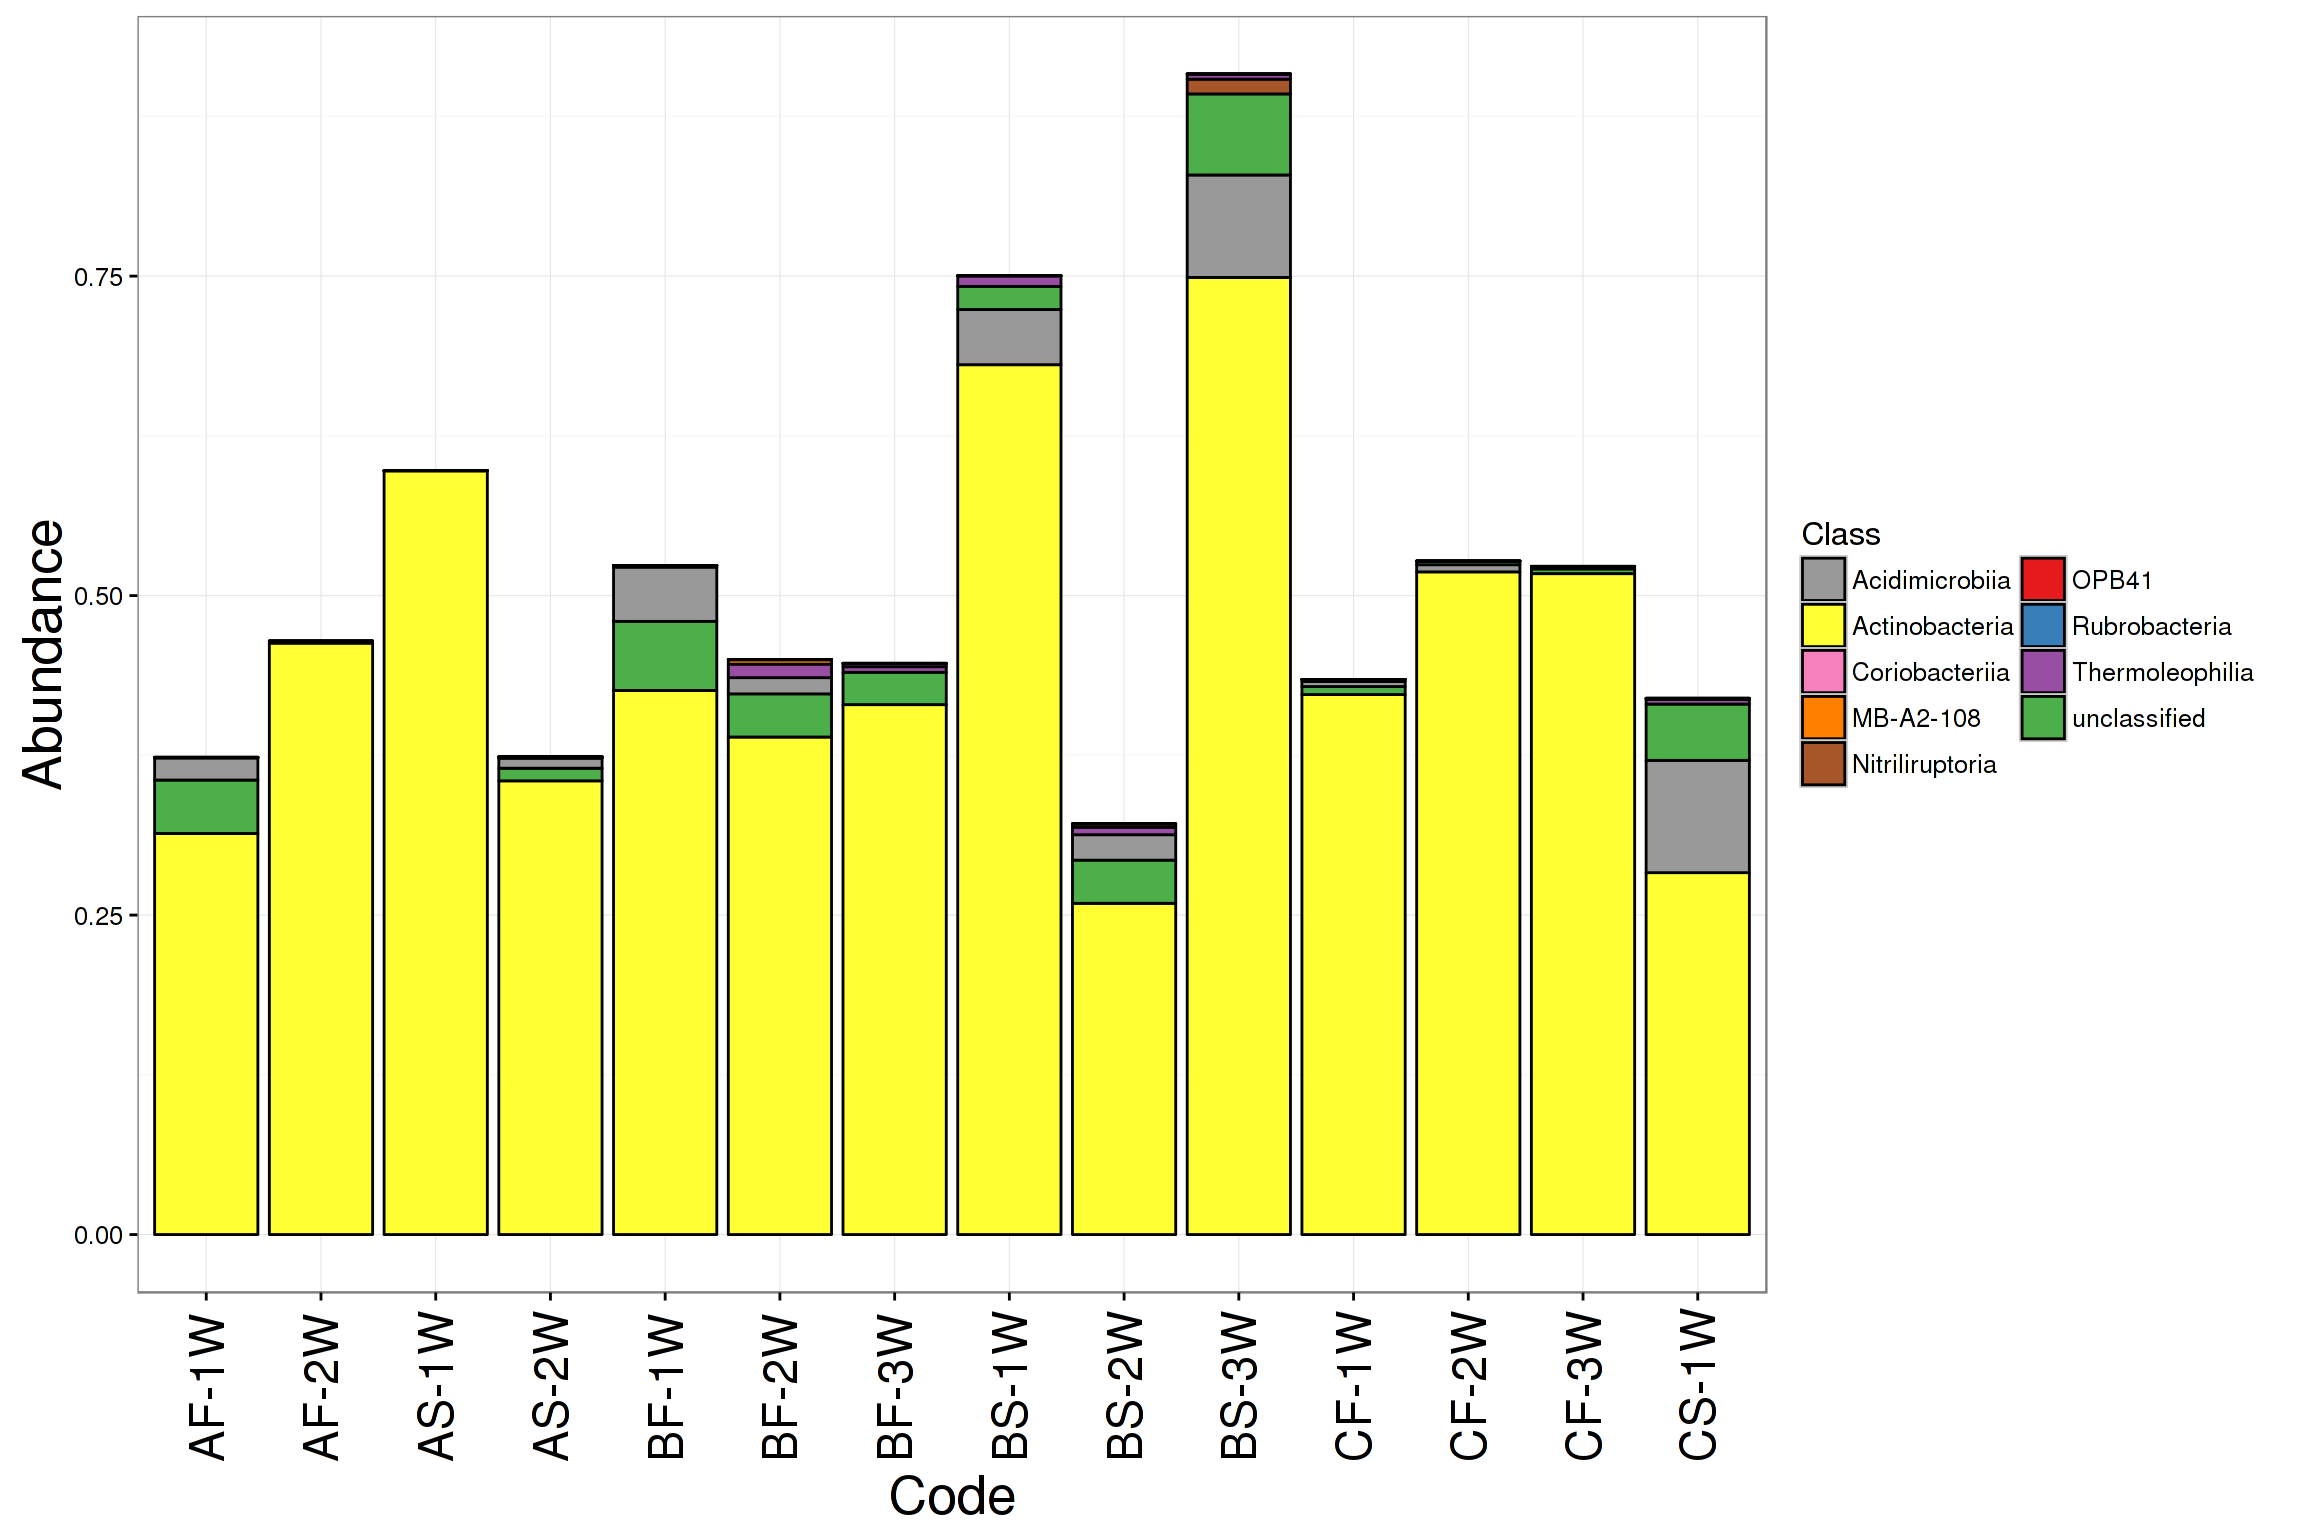 Abundance
0.75
0.50
0.25
0.00
AF-1W
AF-2W
AS-1W
AS-2W
BF-1W
BF-2W
BF-3W
BS-1W
BS-2W
BS-3W
CF-1W
CF-2W
CF-3W
CS-1W
Code
Class
Acidimicrobiia
Actinobacteria
Coriobacteriia
MB-A2-108
Nitriliruptoria
OPB41
Rubrobacteria
Thermoleophilia
unclassified